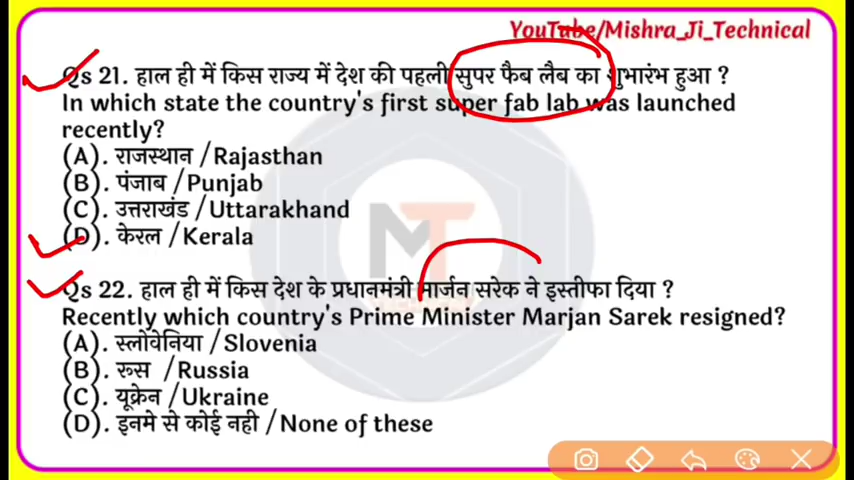 YouTube/Mishra_Ji_Technical
Qs 21. हाल ही में किस राज्य में देश की पहली सुपर फैब लैब का शुभारंभ हुआ ?
In which state the country's first super fab lab was launched
recently?
(A). राजस्थान /Rajasthan
(B). पंजाब /Punjab
(C). उत्तराखंड /Uttarakhand
(D). केरल /Kerala
Qs 22. हाल ही में किस देश के प्रधानमंत्री मार्जन सरेक ने इस्तीफा दिया ?
Recently which country's Prime Minister Marjan Sarek resigned?
(A). स्लोवेनिया /Slovenia
(B). रूस /Russia
(C). यूक्रेन /Ukraine
(D). इनमे से कोई नही /None of these